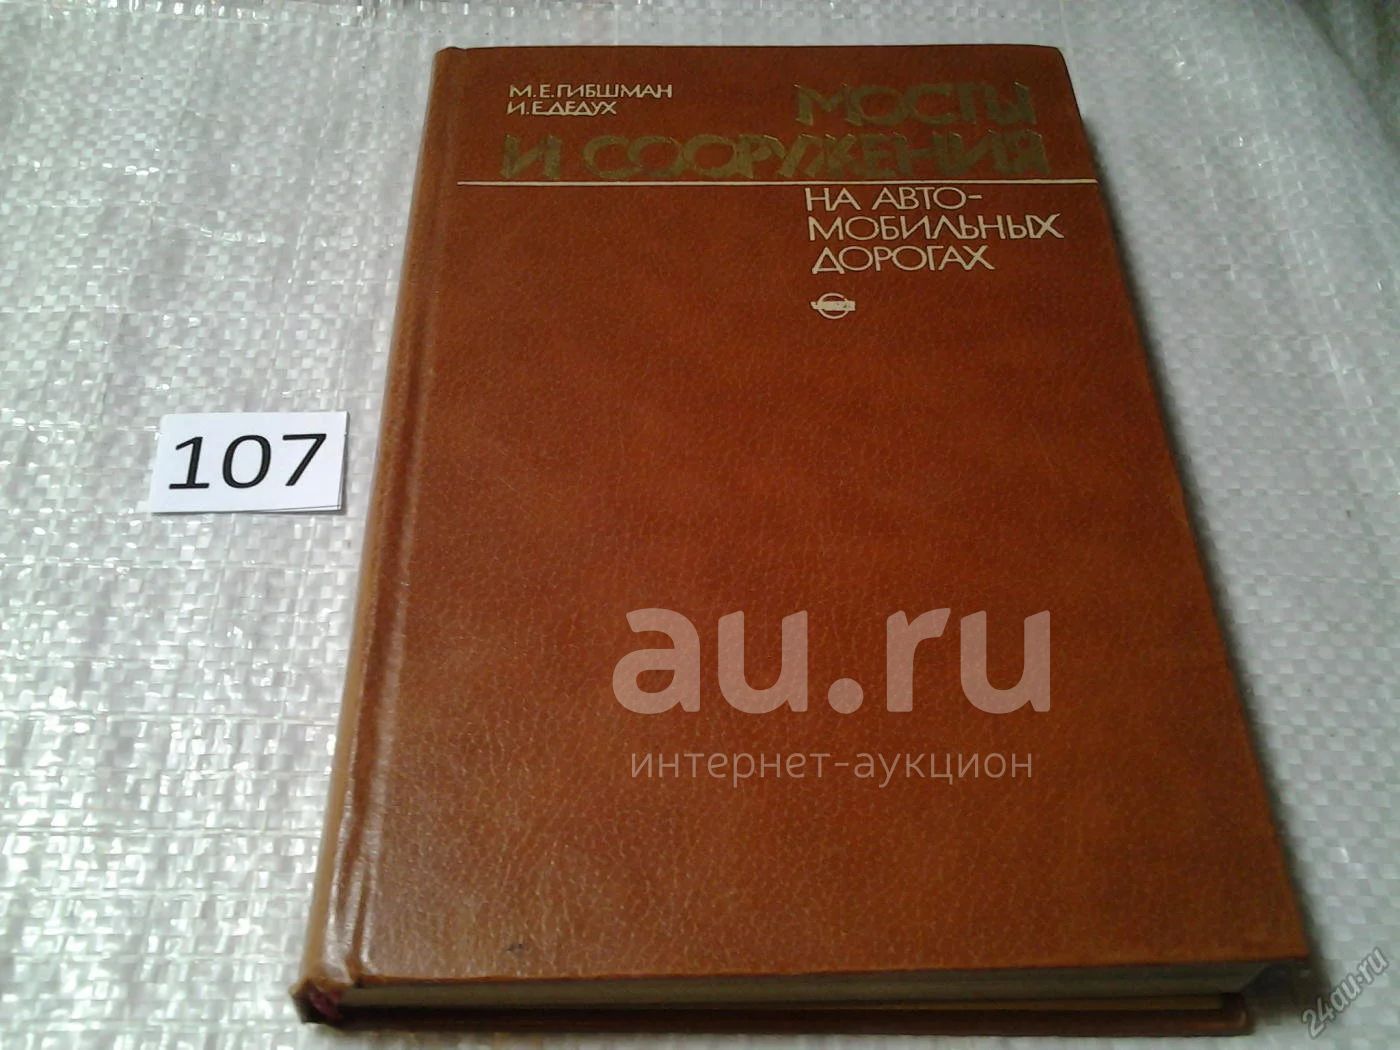 М.Е.ГИБШМАН
И.Е.ДЕДУХ
МОСТЫ
И СООРУЖЕНИЯ
НА АВТО-
МОБИЛЬНЫХ
ДОРОГАХ
107
au.ru
интернет-аукцион
24au.ru